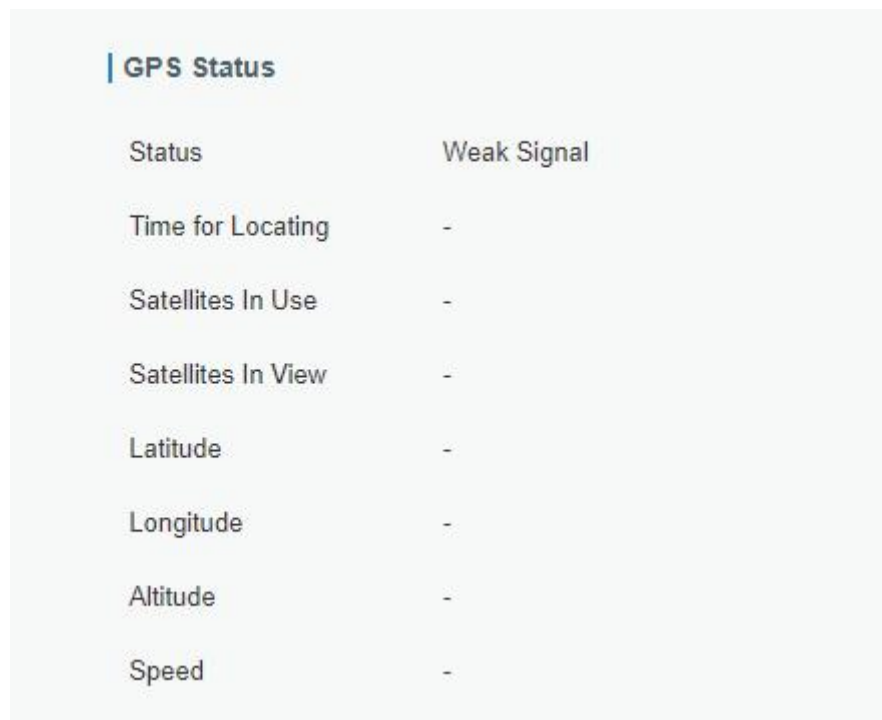 GPS Status
Status Weak Signal
Time for Locating -
Satellites In Use -
Satellites In View -
Latitude -
Longitude -
Altitude -
Speed -